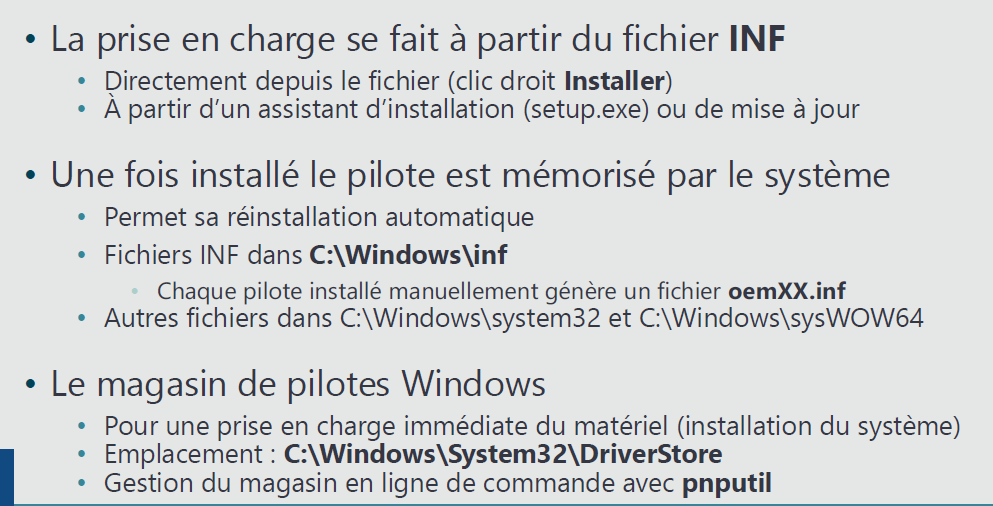 • La prise en charge se fait à partir du fichier INF
• Directement depuis le fichier (clic droit Installer)
• À partir d’un assistant d’installation (setup.exe) ou de mise à jour
• Une fois installé le pilote est mémorisé par le système
• Permet sa réinstallation automatique
• Fichiers INF dans C:\Windows\inf
• Chaque pilote installé manuellement génère un fichier oemXX.inf
• Autres fichiers dans C:\Windows\system32 et C:\Windows\sysWOW64
• Le magasin de pilotes Windows
• Pour une prise en charge immédiate du matériel (installation du système)
• Emplacement : C:\Windows\System32\DriverStore
• Gestion du magasin en ligne de commande avec pnputil